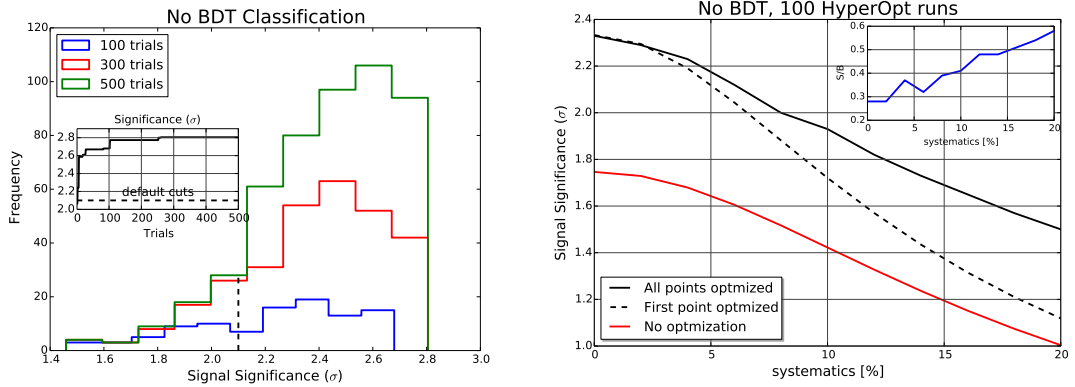 No BDT Classification
120
100
80
60
40
20
0
Frequency
100 trials
300 trials
500 trials
Significance (σ)
2.8
2.6
2.4
2.2
2.0
default cuts
0 100 200 300 400 500
Trials
1.4 1.6 1.8 2.0 2.2 2.4 2.6 2.8 3.0
Signal Significance (σ)
No BDT, 100 HyperOpt runs
2.4
2.2
2.0
1.8
1.6
1.4
1.2
1.0
Signal Significance (σ)
0.6
0.5
0.4
0.3
0.2
S/B
0 5 10 15 20
systematics [%]
All points optmized
First point optmized
No optmization
0 5 10 15 20
systematics [%]